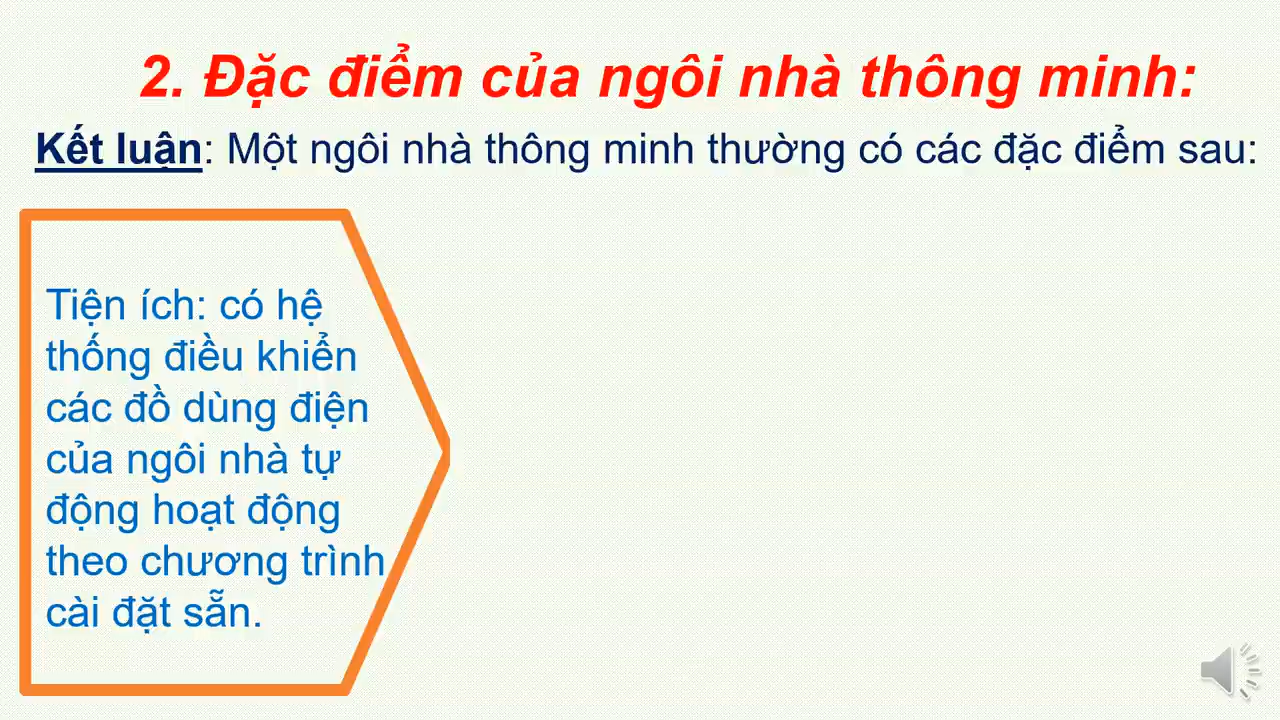 2. Đặc điểm của ngôi nhà thông minh:
Kết luận: Một ngôi nhà thông minh thường có các đặc điểm sau:
Tiện ích: có hệ
thống điều khiển
các đồ dùng điện
của ngôi nhà tự
động hoạt động
theo chương trình
cài đặt sẵn.